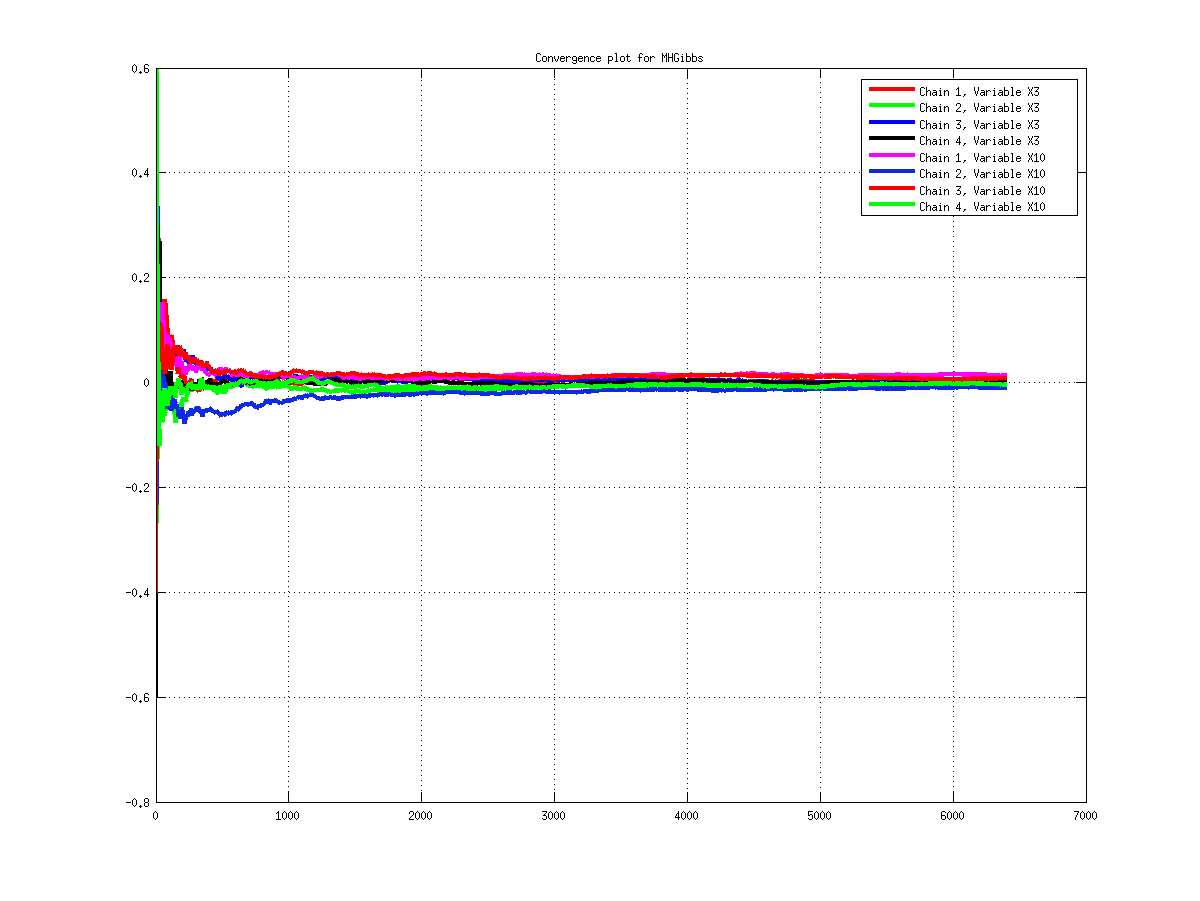 Convergence plot for MHGibbs
0.6
0.4
0.2
0
-0.2
-0.4
-0.6
-0.8
0 1000 2000 3000 4000 5000 6000 7000
Chain 1, Variable X3
Chain 2, Variable X3
Chain 3, Variable X3
Chain 4, Variable X3
Chain 1, Variable X10
Chain 2, Variable X10
Chain 3, Variable X10
Chain 4, Variable X10